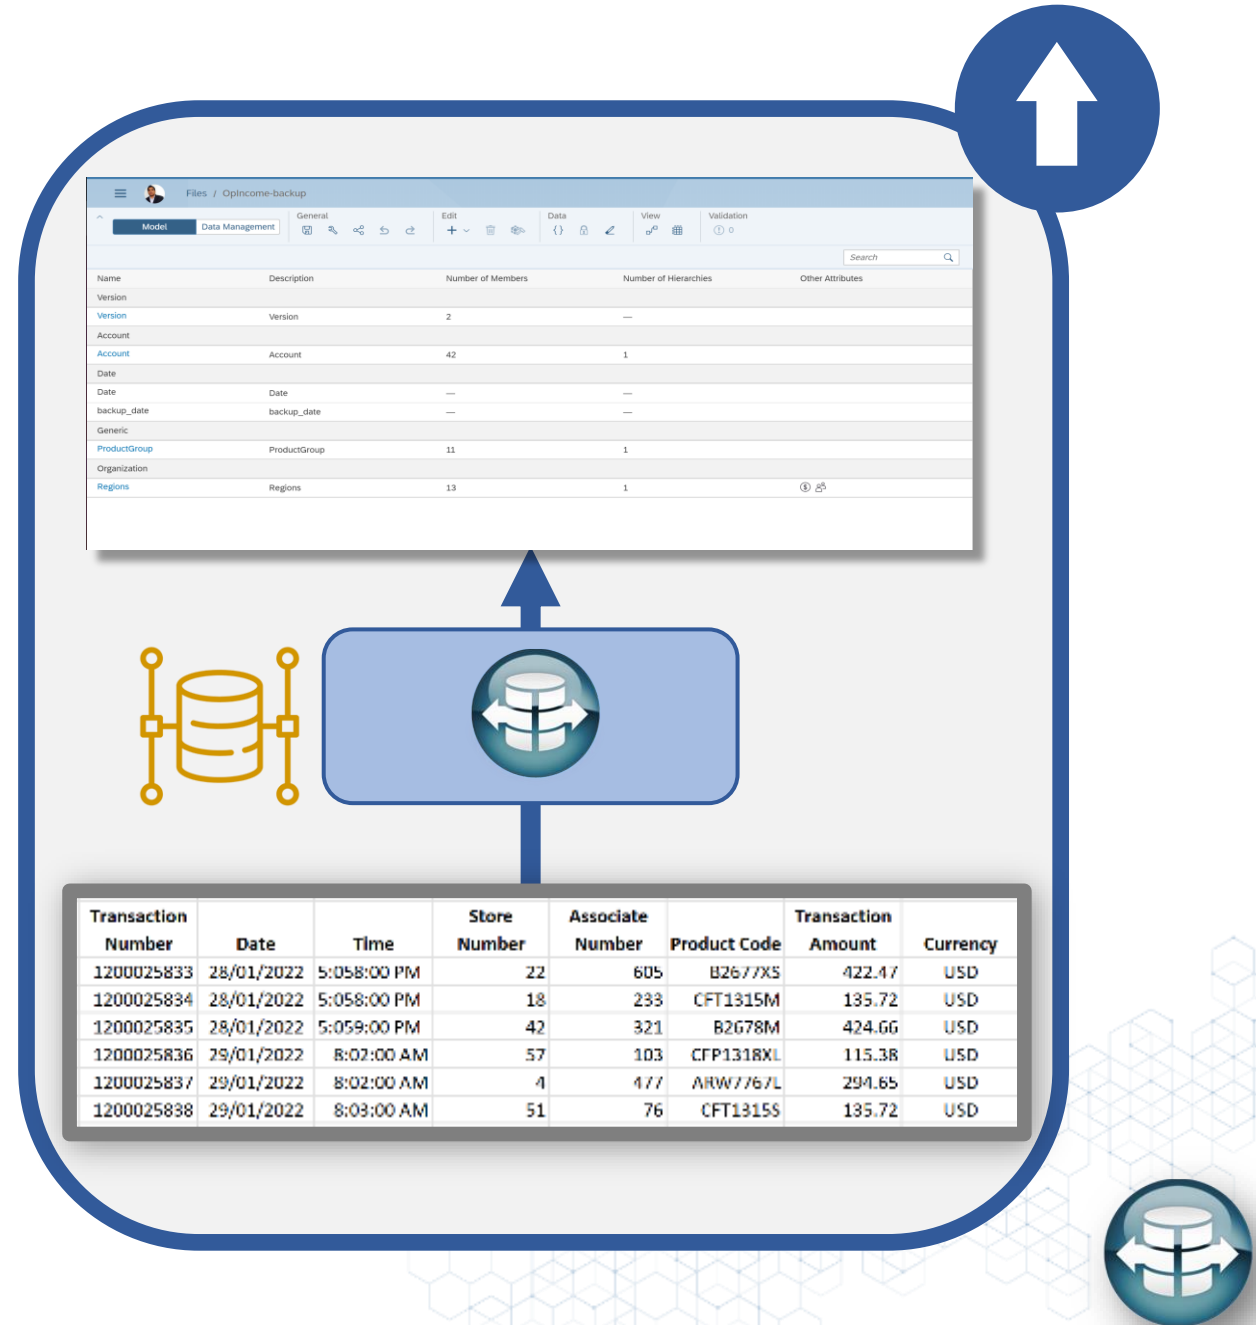 Files / OpIncome-backup
General Edit Data View Validation
Model Data Management 0
Search
Name Description Number of Members Number of Hierarchies Other Attributes
Version
Version Version 2 —
Account
Account Account 42 1
Date
Date Date — —
backup_date backup_date — —
Generic
ProductGroup ProductGroup 11 1
Organization
Regions Regions 13 1
Transaction Store Associate Transaction
Number Date Time Number Number Product Code Amount Currency
1200025833 28/01/2022 5:058:00 PM 22 605 B2677XS 422.47 USD
1200025834 28/01/2022 5:058:00 PM 18 233 CFT1315M 135.72 USD
1200025835 28/01/2022 5:059:00 PM 42 321 B2678M 424.66 USD
1200025836 29/01/2022 8:02:00 AM 57 103 CFP1318XL 115.38 USD
1200025837 29/01/2022 8:02:00 AM 4 477 ARW7767L 294.65 USD
1200025838 29/01/2022 8:03:00 AM 51 76 CFT1315S 135.72 USD